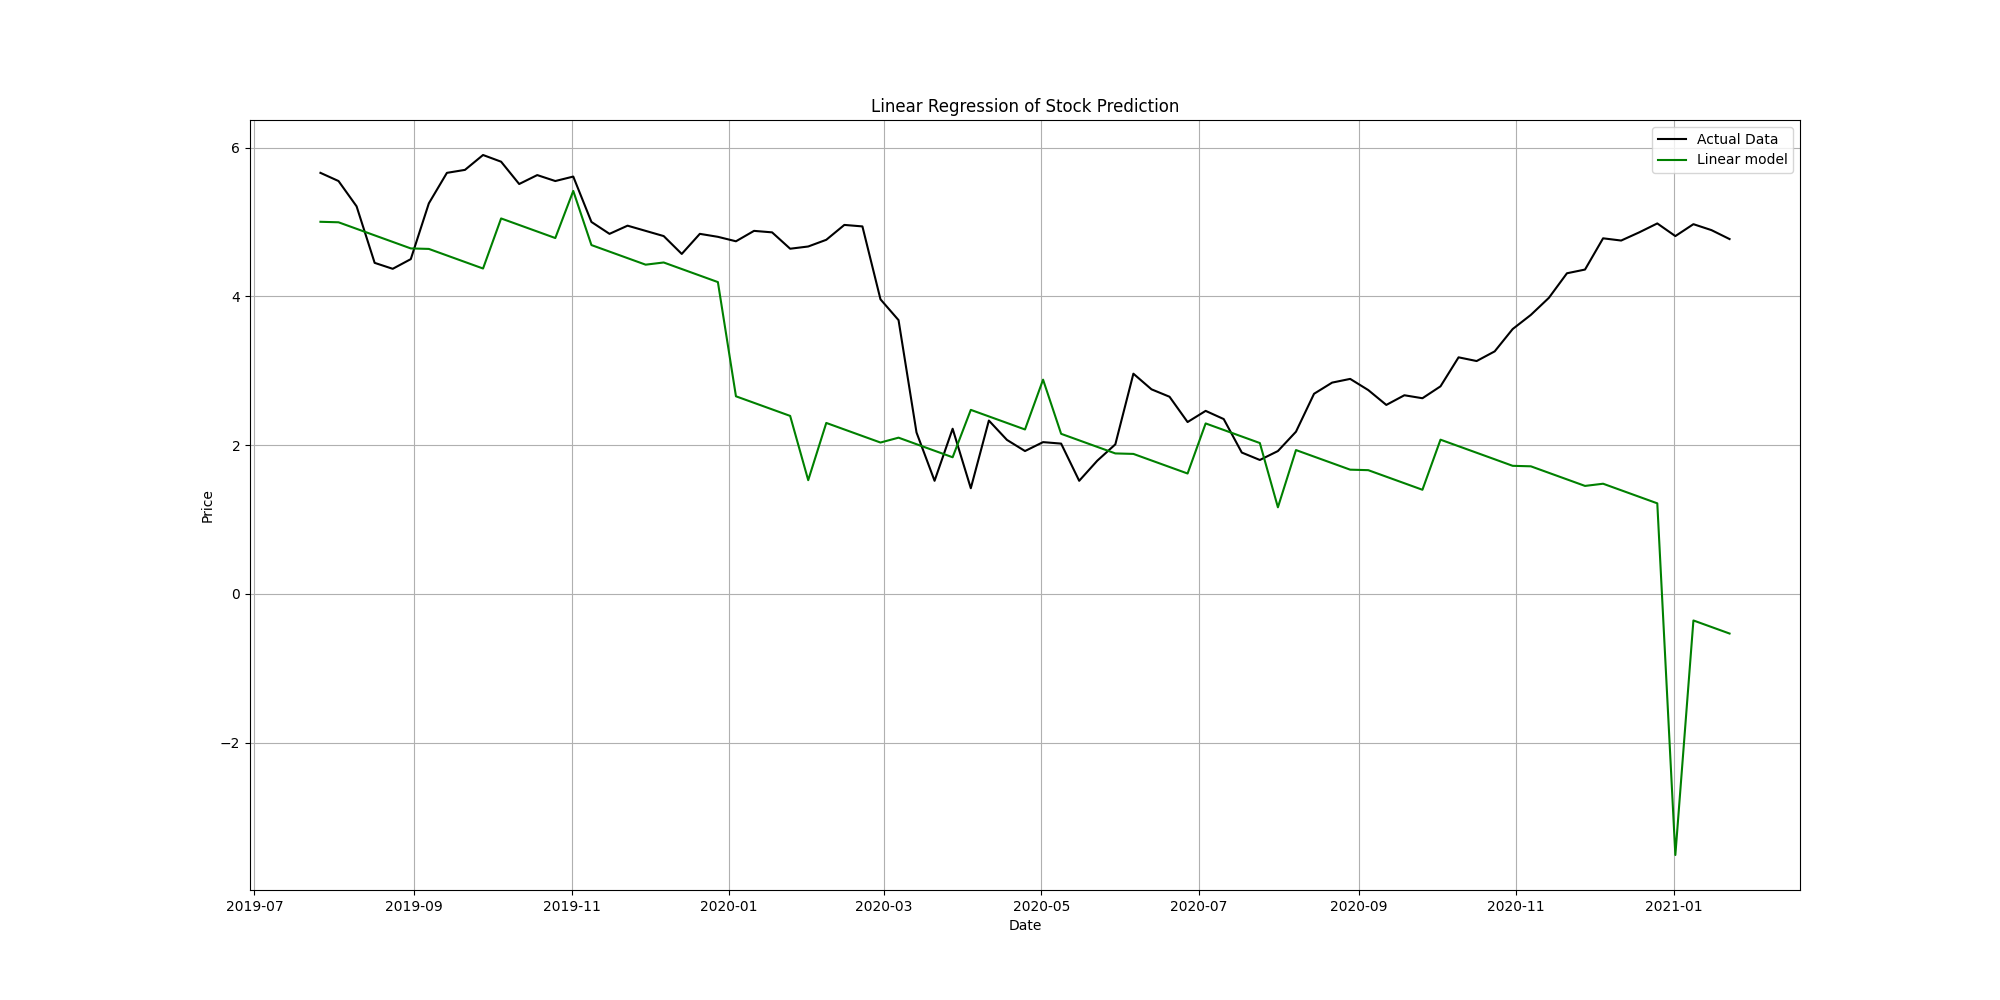 Linear Regression of Stock Prediction
Actual Data
Linear model
Price
6
4
2
0
−2
2019-07 2019-09 2019-11 2020-01 2020-03 2020-05 2020-07 2020-09 2020-11 2021-01
Date